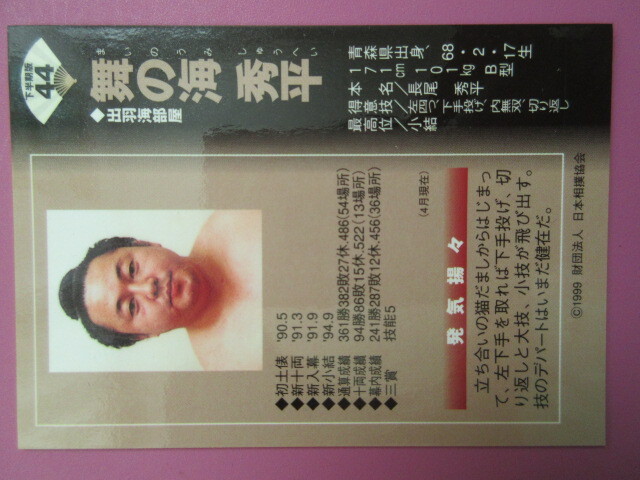 下半期版
44
まいのうみ しゅうへい
舞の海 秀平
◆出羽海部屋
青森県出身、'68・2・17生
171cm 101kg B型
本名/長尾 秀平
得意技/左四つ、下手投げ、内無双、切り返し
最高位/小結
◆初土俵 '90.5
◆新十両 '91.3
◆新入幕 '91.9
◆新小結 '94.9
◆通算成績 361勝382敗27休.486(54場所)
◆十両成績 94勝86敗15休.522(13場所)
◆幕内成績 241勝287敗12休.456(36場所)
◆三賞 技能5
(4月現在)
発気揚々
立ち合いの猫だましからはじまっ
て、左下手を取れば下手投げ、切
り返しと大技、小技が飛び出す。
技のデパートはいまだ健在だ。
©1999 財団法人 日本相撲協会